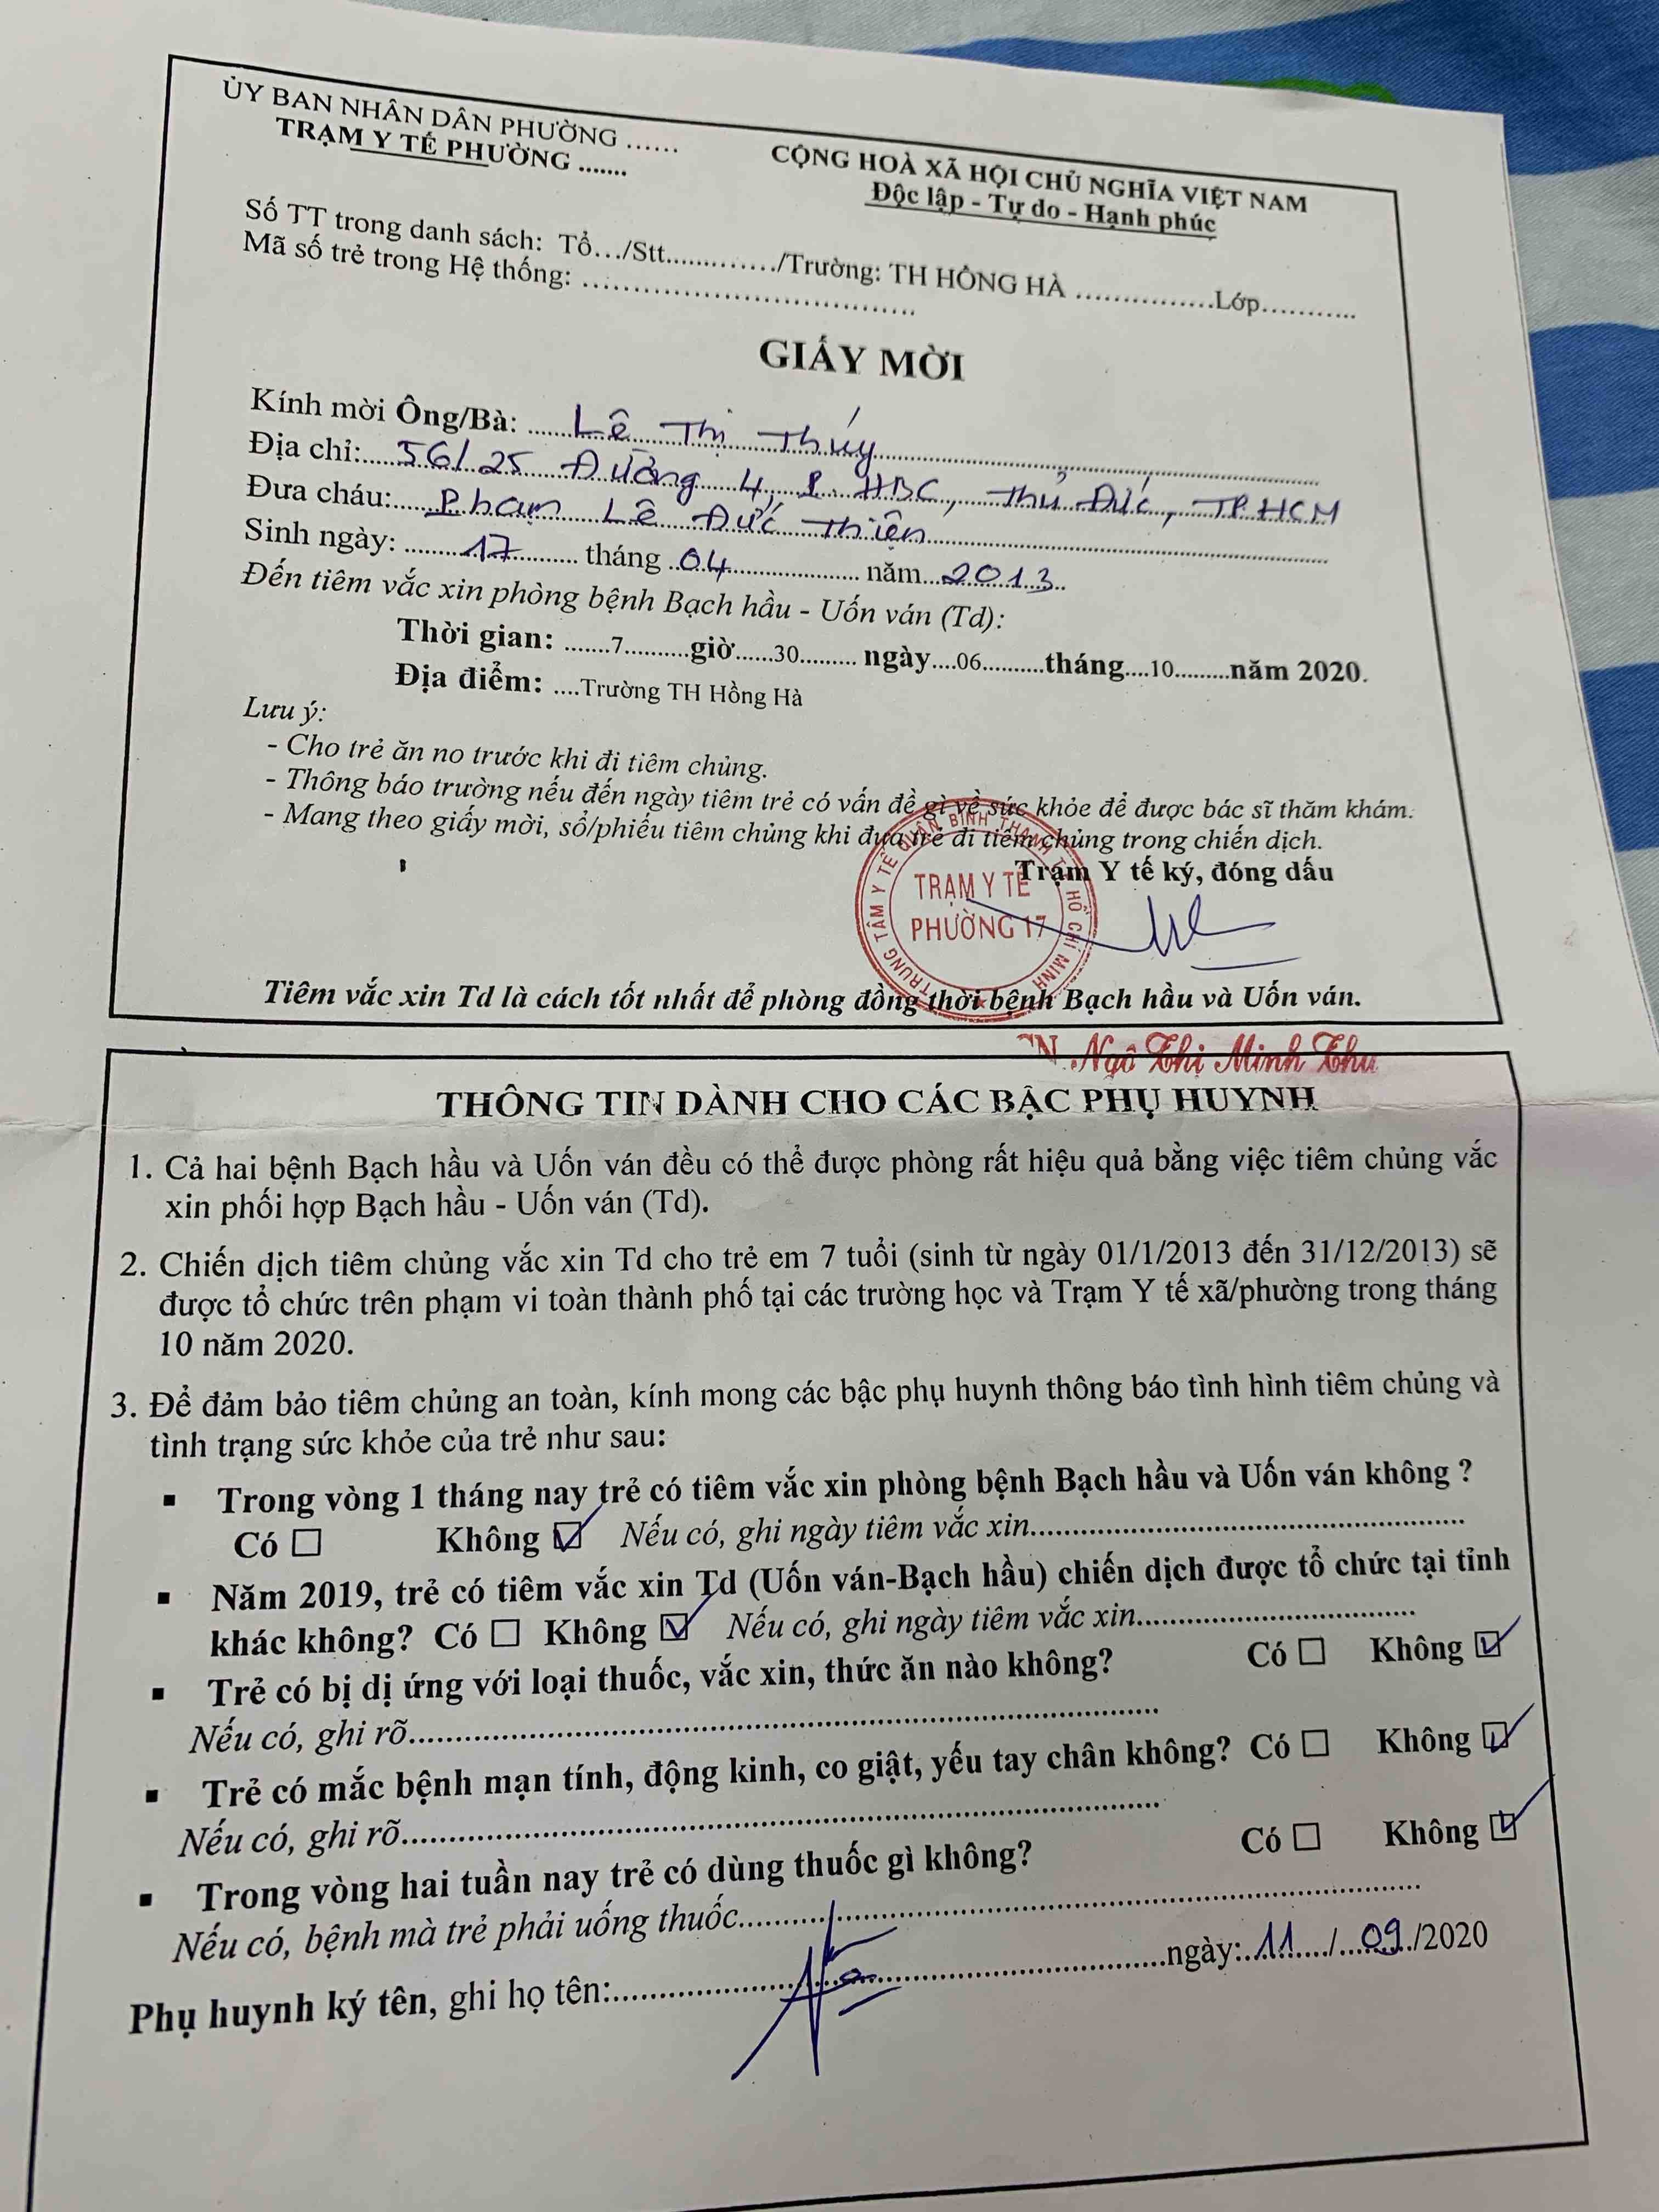 ỦY BAN NHÂN DÂN PHƯỜNG ......
TRẠM Y TẾ PHƯỜNG .......
CỘNG HOÀ XÃ HỘI CHỦ NGHĨA VIỆT NAM
Độc lập - Tự do - Hạnh phúc
Số TT trong danh sách: Tổ.../Stt............./Trường: TH HỒNG HÀ ................Lớp...........
Mã số trẻ trong Hệ thống: ....................................
GIẤY MỜI
Kính mời Ông/Bà: Lê Thị Thúy
Địa chỉ: 56/25 Đường 4, P. HBC, Thủ Đức, TP.HCM
Đưa cháu: Phạm Lê Đức Thiện
Sinh ngày: 17 tháng 04 năm 2013
Đến tiêm vắc xin phòng bệnh Bạch hầu - Uốn ván (Td):
Thời gian: .......7..........giờ......30......... ngày....06..........tháng....10.........năm 2020.
Địa điểm: ....Trường TH Hồng Hà
Lưu ý:
- Cho trẻ ăn no trước khi đi tiêm chủng.
- Thông báo trường nếu đến ngày tiêm trẻ có vấn đề gì về sức khỏe để được bác sĩ thăm khám.
- Mang theo giấy mời, sổ/phiếu tiêm chủng khi đưa trẻ đi tiêm chủng trong chiến dịch.
Trạm Y tế ký, đóng dấu
TRUNG TÂM Y TẾ QUẬN BÌNH THẠNH T.P HỒ CHÍ MINH
TRẠM Y TẾ
PHƯỜNG 17
Tiêm vắc xin Td là cách tốt nhất để phòng đồng thời bệnh Bạch hầu và Uốn ván.
CN. Ngô Thị Minh Thu
THÔNG TIN DÀNH CHO CÁC BẬC PHỤ HUYNH
1. Cả hai bệnh Bạch hầu và Uốn ván đều có thể được phòng rất hiệu quả bằng việc tiêm chủng vắc
xin phối hợp Bạch hầu - Uốn ván (Td).
2. Chiến dịch tiêm chủng vắc xin Td cho trẻ em 7 tuổi (sinh từ ngày 01/1/2013 đến 31/12/2013) sẽ
được tổ chức trên phạm vi toàn thành phố tại các trường học và Trạm Y tế xã/phường trong tháng
10 năm 2020.
3. Để đảm bảo tiêm chủng an toàn, kính mong các bậc phụ huynh thông báo tình hình tiêm chủng và
tình trạng sức khỏe của trẻ như sau:
▪ Trong vòng 1 tháng nay trẻ có tiêm vắc xin phòng bệnh Bạch hầu và Uốn ván không ?
Có ☐ Không ☑ Nếu có, ghi ngày tiêm vắc xin..................................................
▪ Năm 2019, trẻ có tiêm vắc xin Td (Uốn ván-Bạch hầu) chiến dịch được tổ chức tại tỉnh
khác không? Có ☐ Không ☑ Nếu có, ghi ngày tiêm vắc xin..................................
▪ Trẻ có bị dị ứng với loại thuốc, vắc xin, thức ăn nào không? Có ☐ Không ☑
Nếu có, ghi rõ..................................................................................
▪ Trẻ có mắc bệnh mạn tính, động kinh, co giật, yếu tay chân không? Có ☐ Không ☑
Nếu có, ghi rõ..................................................................................
▪ Trong vòng hai tuần nay trẻ có dùng thuốc gì không? Có ☐ Không ☑
Nếu có, bệnh mà trẻ phải uống thuốc..........................................................................
Phụ huynh ký tên, ghi họ tên:...............................................................ngày: 11 / 09 /2020